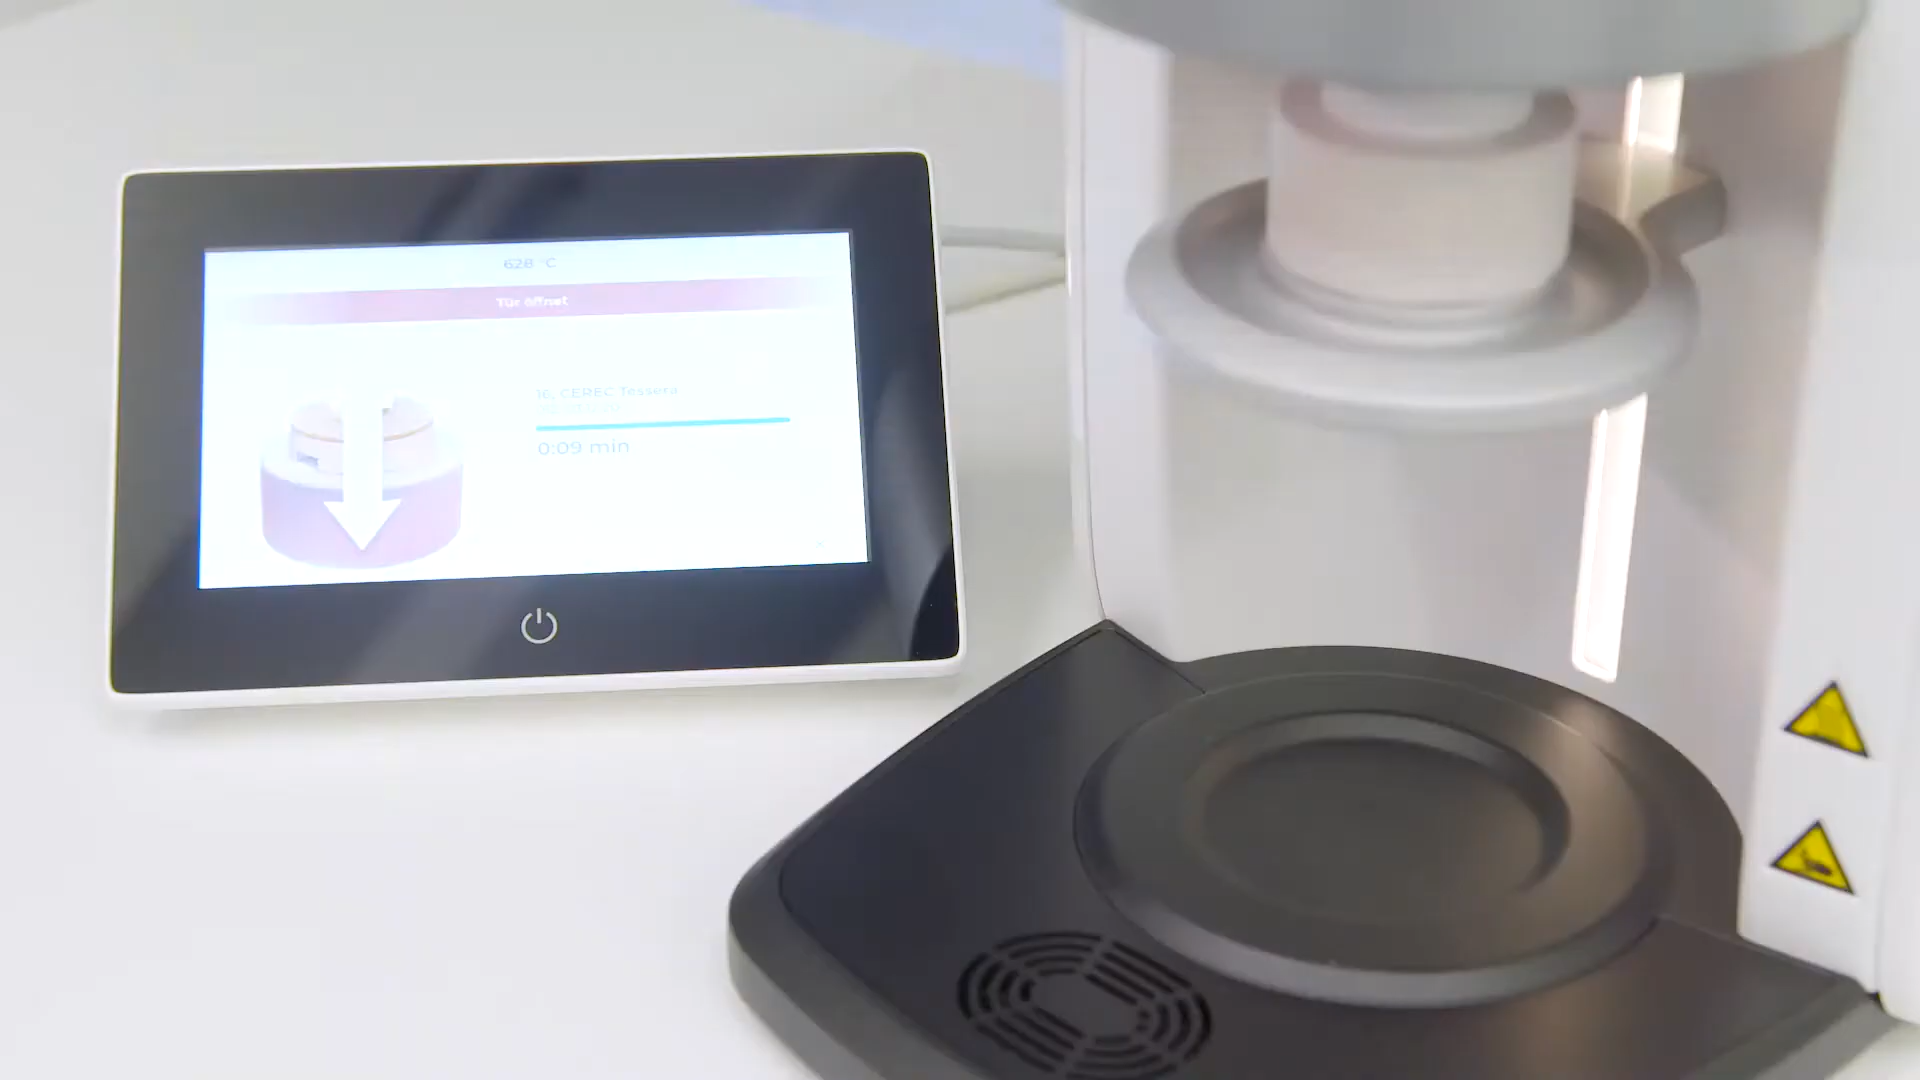 628 °C
Tür öffnet
16, CEREC Tessera
0:09 min